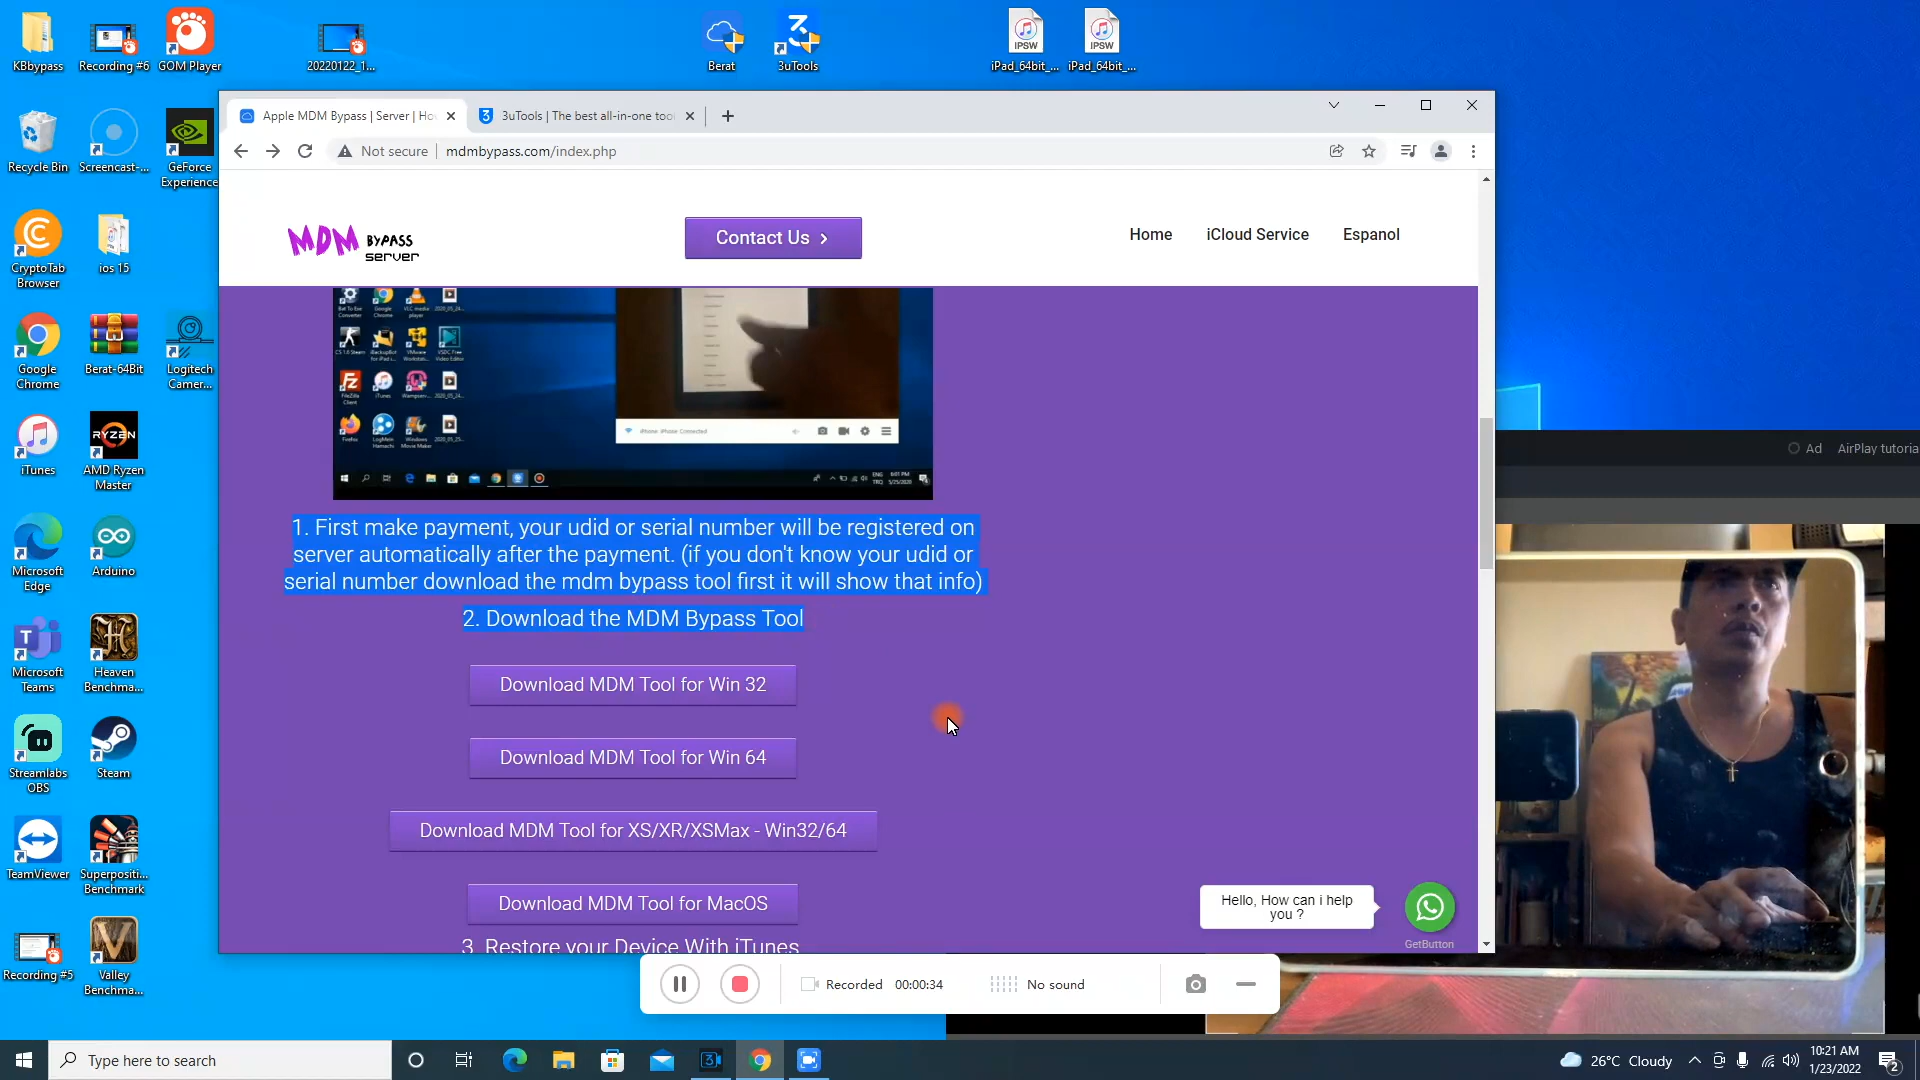 KBbypass
Recording #6
GOM Player
20220122_1...
Berat
3uTools
iPad_64bit_...
iPad_64bit_...
IPSW
IPSW
Recycle Bin
Screencast-...
GeForce
Experience
CryptoTab
Browser
ios 15
Google
Chrome
Berat-64Bit
Logitech
Camer...
iTunes
RYZEN
AMD Ryzen
Master
Microsoft
Edge
Arduino
Microsoft
Teams
Heaven
Benchma...
Streamlabs
OBS
Steam
TeamViewer
Superpositi...
Benchmark
Recording #5
Valley
Benchma...
Apple MDM Bypass | Server | Ho
3uTools | The best all-in-one tool
Not secure
mdmbypass.com/index.php
MDM BYPASS
server
Contact Us
Home
iCloud Service
Espanol
iPhone Connected
1. First make payment, your udid or serial number will be registered on
server automatically after the payment. (if you don't know your udid or
serial number download the mdm bypass tool first it will show that info)
2. Download the MDM Bypass Tool
Download MDM Tool for Win 32
Download MDM Tool for Win 64
Download MDM Tool for XS/XR/XSMax - Win32/64
Download MDM Tool for MacOS
3. Restore your Device With iTunes
Hello, How can i help
you ?
GetButton
Ad
AirPlay tutoria
Recorded 00:00:34
No sound
Type here to search
26°C Cloudy
10:21 AM
1/23/2022
2